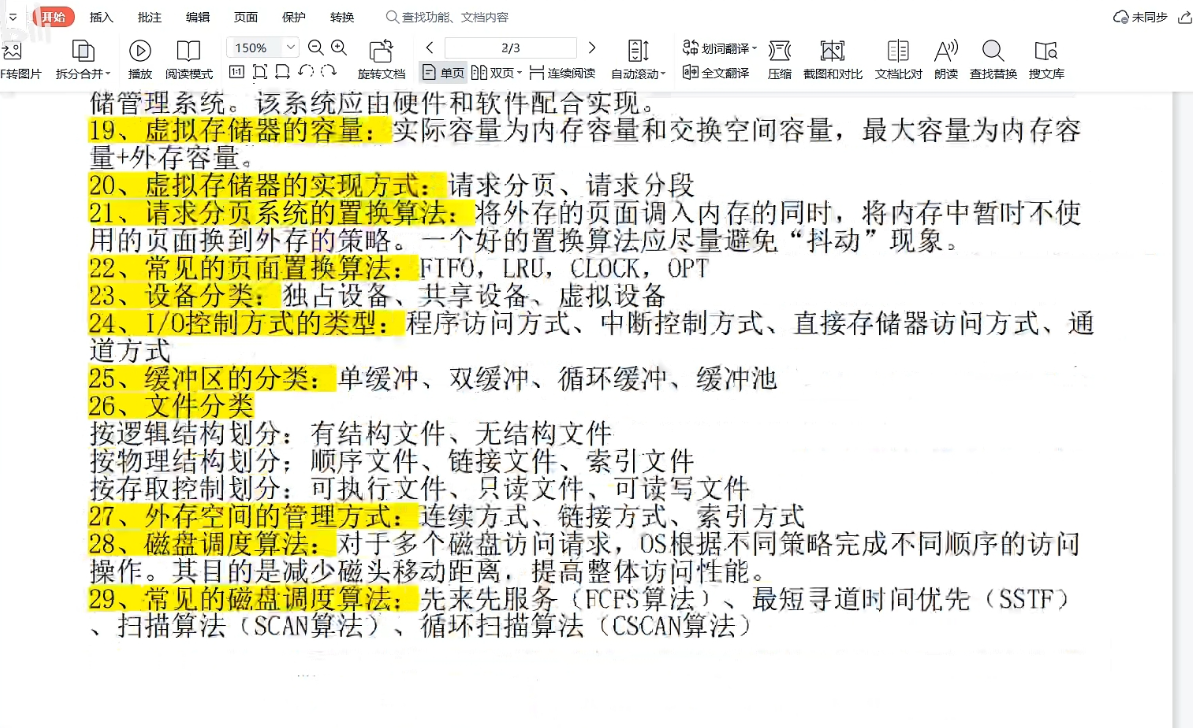 开始 插入 批注 编辑 页面 保护 转换 查找功能、文档内容 未同步
150% 2/3 划词翻译
F转图片 拆分合并 播放 阅读模式 旋转文档 单页 双页 连续阅读 自动滚动 全文翻译 压缩 截图和对比 文档比对 朗读 查找替换 搜文库
储管理系统。该系统应由硬件和软件配合实现。
19、虚拟存储器的容量：实际容量为内存容量和交换空间容量，最大容量为内存容
量+外存容量。
20、虚拟存储器的实现方式：请求分页、请求分段
21、请求分页系统的置换算法：将外存的页面调入内存的同时，将内存中暂时不使
用的页面换到外存的策略。一个好的置换算法应尽量避免“抖动”现象。
22、常见的页面置换算法：FIFO，LRU，CLOCK，OPT
23、设备分类：独占设备、共享设备、虚拟设备
24、I/O控制方式的类型：程序访问方式、中断控制方式、直接存储器访问方式、通
道方式
25、缓冲区的分类：单缓冲、双缓冲、循环缓冲、缓冲池
26、文件分类
按逻辑结构划分：有结构文件、无结构文件
按物理结构划分；顺序文件、链接文件、索引文件
按存取控制划分：可执行文件、只读文件、可读写文件
27、外存空间的管理方式：连续方式、链接方式、索引方式
28、磁盘调度算法：对于多个磁盘访问请求，OS根据不同策略完成不同顺序的访问
操作。其目的是减少磁头移动距离，提高整体访问性能。
29、常见的磁盘调度算法：先来先服务（FCFS算法）、最短寻道时间优先（SSTF）
、扫描算法（SCAN算法）、循环扫描算法（CSCAN算法）